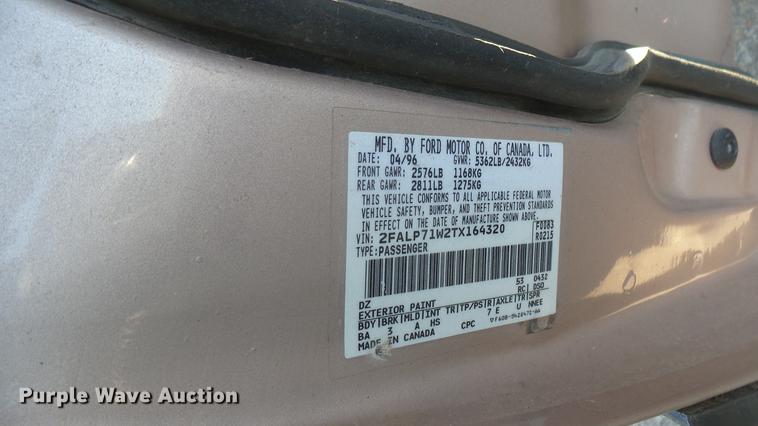 MFD. BY FORD MOTOR CO. OF CANADA, LTD.
DATE: 04/96 GVWR: 5362LB/2432KG
FRONT GAWR: 2576LB 1168KG
REAR GAWR: 2811LB 1275KG
THIS VEHICLE CONFORMS TO ALL APPLICABLE FEDERAL MOTOR
VEHICLE SAFETY, BUMPER, AND THEFT PREVENTION STANDARDS
IN EFFECT ON THE DATE OF MANUFACTURE SHOWN ABOVE.
VIN: 2FALP71W2TX164320 F0083
TYPE: PASSENGER R0215
53 0432
DZ RC: DSO
EXTERIOR PAINT
BDY|BRK|MLD|INT TR|TP/PS|R|AXLE|TR|SPR
BA 3 A HS CPC 7 E U NNEE
MADE IN CANADA
Purple Wave Auction